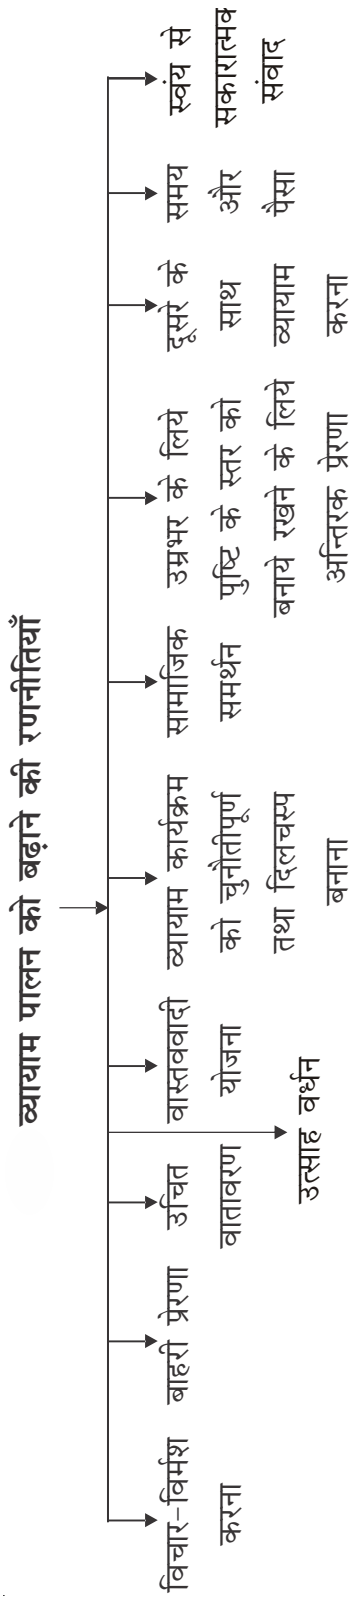 व्यायाम पालन को बढ़ाने की रणनीतियाँ
विचार-विर्मश
करना
बाहरी प्रेरणा
उचित
वातावरण
उत्साह वर्धन
वास्तववादी
योजना
व्यायाम कार्यक्रम
को चुनौतीपूर्ण
तथा दिलचस्प
बनाना
सामाजिक
समर्थन
उम्रभर के लिये
पुष्टि के स्तर को
बनाये रखने के लिये
अन्तिरक प्रेरणा
दूसरे के
साथ
व्यायाम
करना
समय
और
पैसा
स्वंय से
सकारात्मक
संवाद